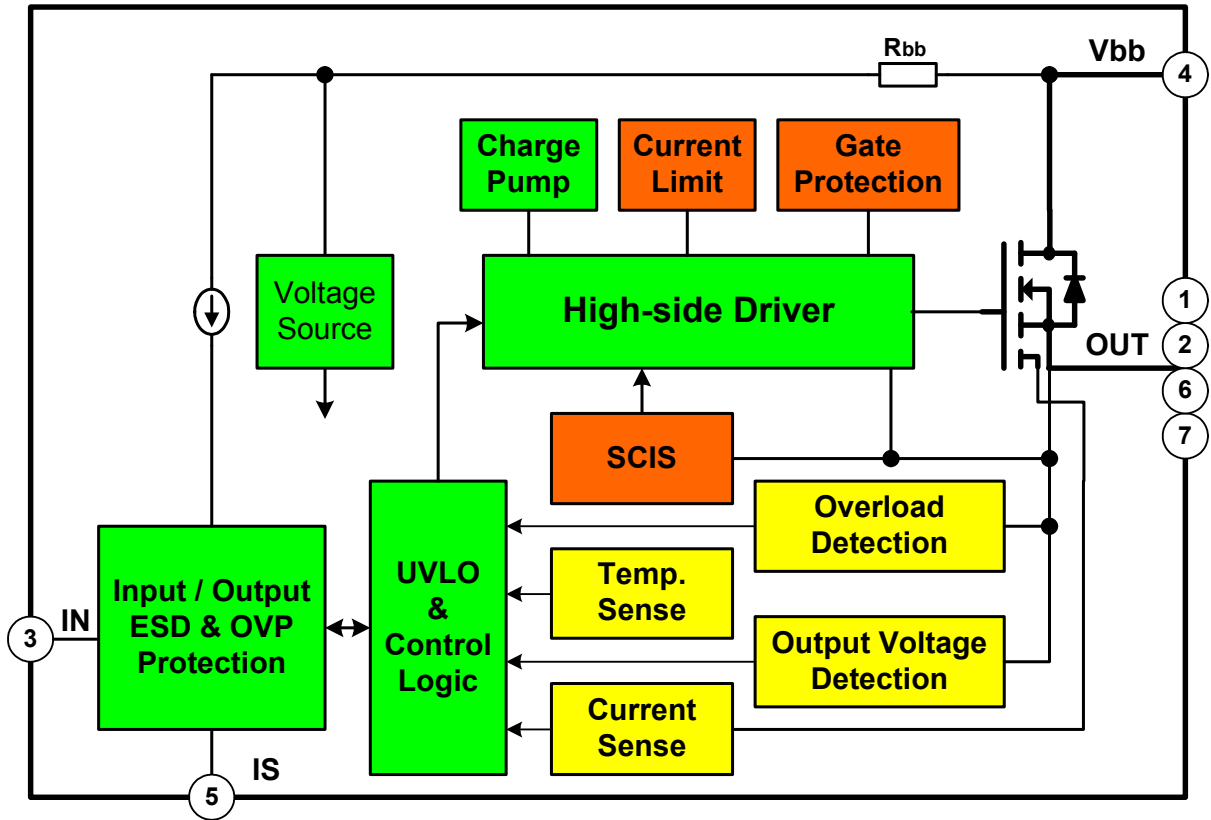 Rbb
Vbb
4
Charge
Pump
Current
Limit
Gate
Protection
Voltage
Source
High-side Driver
1
OUT
2
6
7
SCIS
Overload
Detection
UVLO
&
Control
Logic
Temp.
Sense
Input / Output
ESD & OVP
Protection
3
IN
Output Voltage
Detection
Current
Sense
IS
5